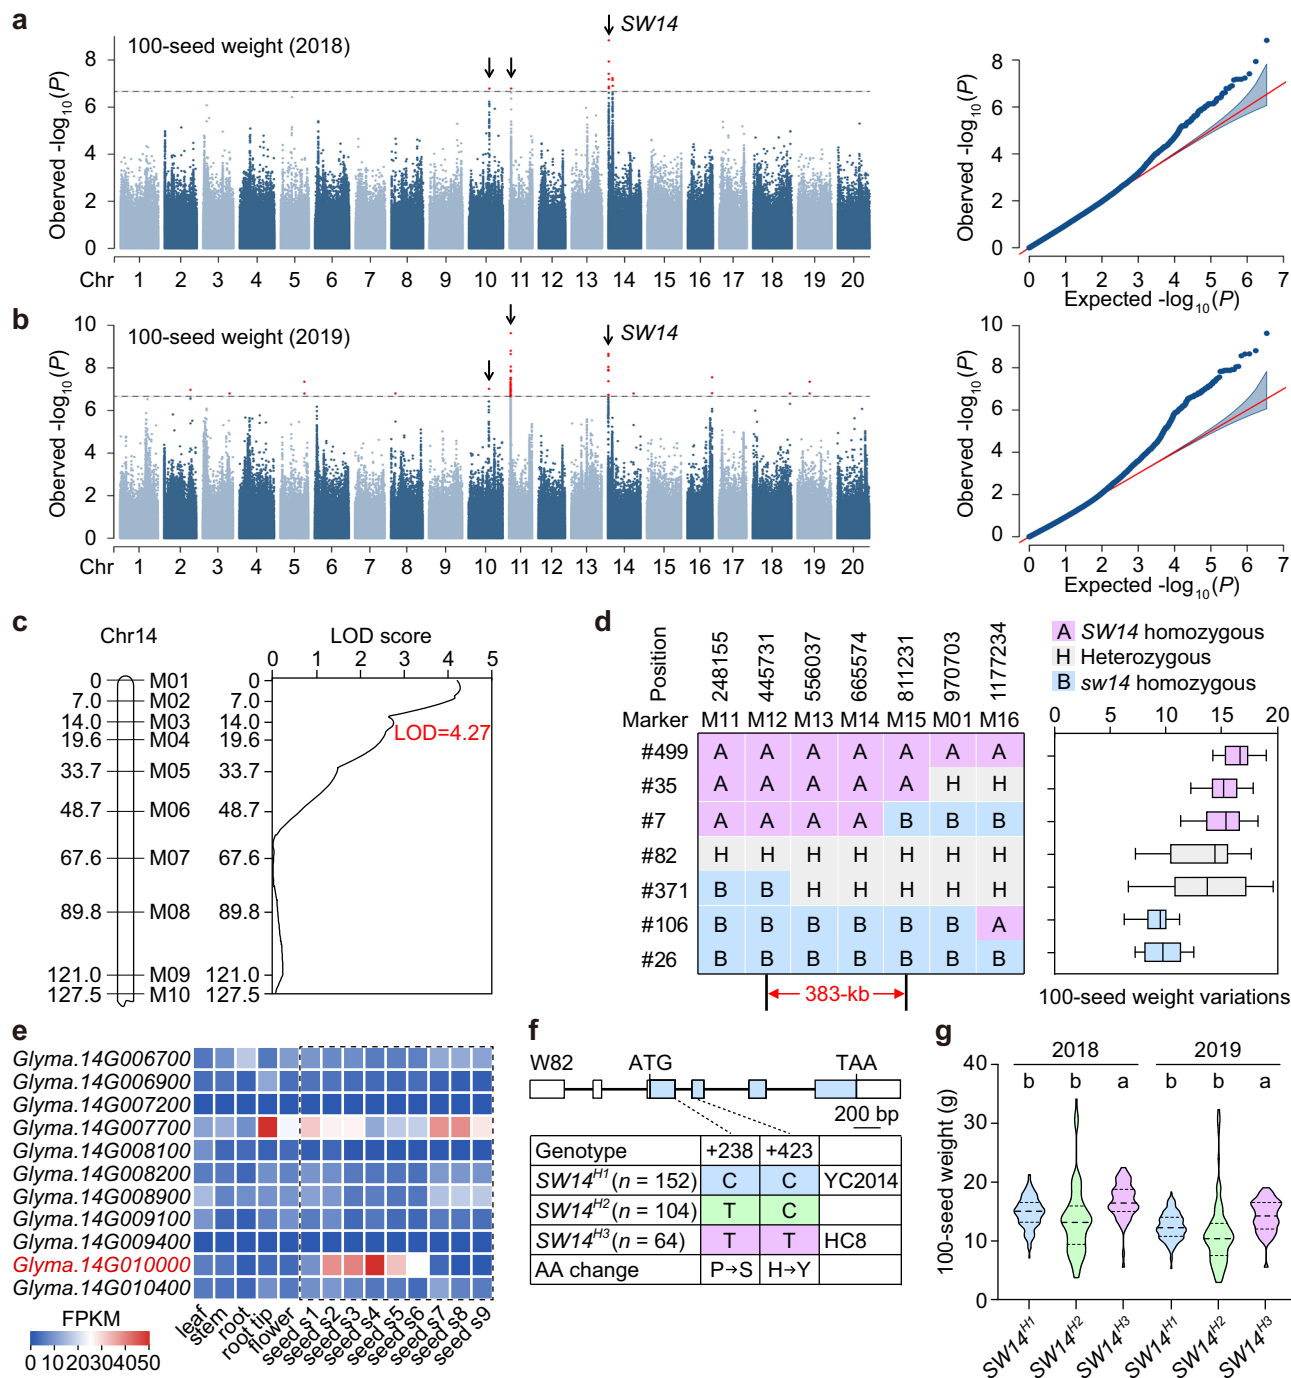 a
100-seed weight (2018)
SW14
Oberved -log10(P)
8
6
4
2
0
Chr 1 2 3 4 5 6 7 8 9 10 11 12 13 14 15 16 17 18 19 20
Observed -log10(P)
8
6
4
2
0
0 1 2 3 4 5 6 7
Expected -log10(P)
b
100-seed weight (2019)
SW14
Oberved -log10(P)
10
8
6
4
2
0
Chr 1 2 3 4 5 6 7 8 9 10 11 12 13 14 15 16 17 18 19 20
Oberved -log10(P)
10
8
6
4
2
0
0 1 2 3 4 5 6 7
Expected -log10(P)
c
Chr14
LOD score
0 1 2 3 4 5
0 M01 0
7.0 M02 7.0
14.0 M03 14.0
LOD=4.27
19.6 M04 19.6
33.7 M05 33.7
48.7 M06 48.7
67.6 M07 67.6
89.8 M08 89.8
121.0 M09 121.0
127.5 M10 127.5
d
Position 248155 445731 556037 665574 811231 970703 1177234
Marker M11 M12 M13 M14 M15 M01 M16
#499 A A A A A A A
#35 A A A A A H H
#7 A A A A B B B
#82 H H H H H H H
#371 B B H H H H H
#106 B B B B B B A
#26 B B B B B B B
383-kb
A SW14 homozygous
H Heterozygous
B sw14 homozygous
0 5 10 15 20
100-seed weight variations
e
Glyma.14G006700
Glyma.14G006900
Glyma.14G007200
Glyma.14G007700
Glyma.14G008100
Glyma.14G008200
Glyma.14G008900
Glyma.14G009100
Glyma.14G009400
Glyma.14G010000
Glyma.14G010400
leaf stem root root tip flower seed s1 seed s2 seed s3 seed s4 seed s5 seed s6 seed s7 seed s8 seed s9
FPKM
0 10 20 30 40 50
f
W82 ATG TAA
200 bp
Genotype +238 +423
SW14H1 (n = 152) C C YC2014
SW14H2 (n = 104) T C
SW14H3 (n = 64) T T HC8
AA change P→S H→Y
g
2018 2019
b b a b b a
100-seed weight (g)
40
30
20
10
0
SW14H1 SW14H2 SW14H3 SW14H1 SW14H2 SW14H3